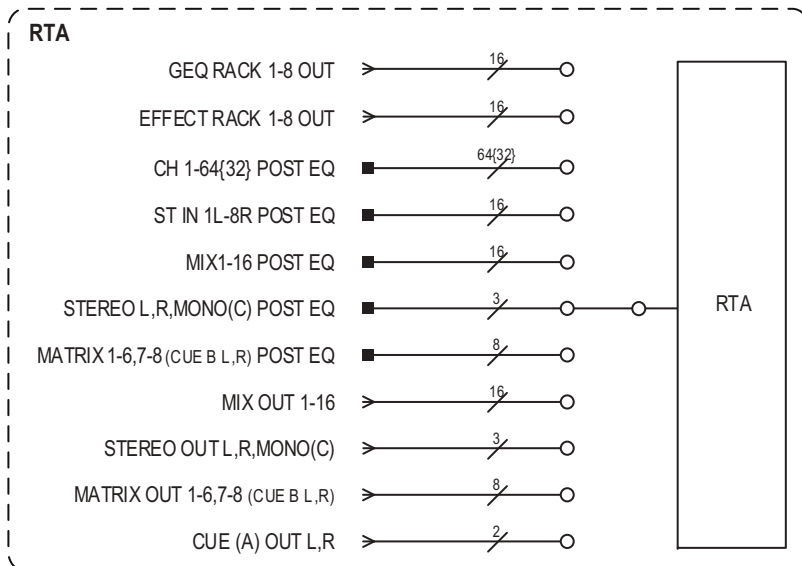 RTA
GEQ RACK 1-8 OUT 16
EFFECT RACK 1-8 OUT 16
CH 1-64{32} POST EQ 64{32}
ST IN 1L-8R POST EQ 16
MIX1-16 POST EQ 16
STEREO L,R,MONO(C) POST EQ 3 RTA
MATRIX 1-6,7-8 (CUE B L,R) POST EQ 8
MIX OUT 1-16 16
STEREO OUT L,R,MONO(C) 3
MATRIX OUT 1-6,7-8 (CUE B L,R) 8
CUE (A) OUT L,R 2